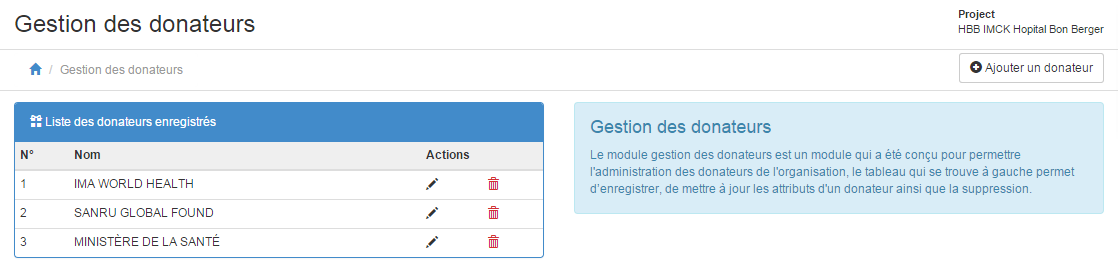 Gestion des donateurs
Project
HBB IMCK Hopital Bon Berger
/ Gestion des donateurs
Ajouter un donateur
Liste des donateurs enregistrés
N° Nom Actions
1 IMA WORLD HEALTH
2 SANRU GLOBAL FOUND
3 MINISTÈRE DE LA SANTÉ
Gestion des donateurs
Le module gestion des donateurs est un module qui a été conçu pour permettre
l'administration des donateurs de l'organisation, le tableau qui se trouve à gauche permet
d'enregistrer, de mettre à jour les attributs d'un donateur ainsi que la suppression.